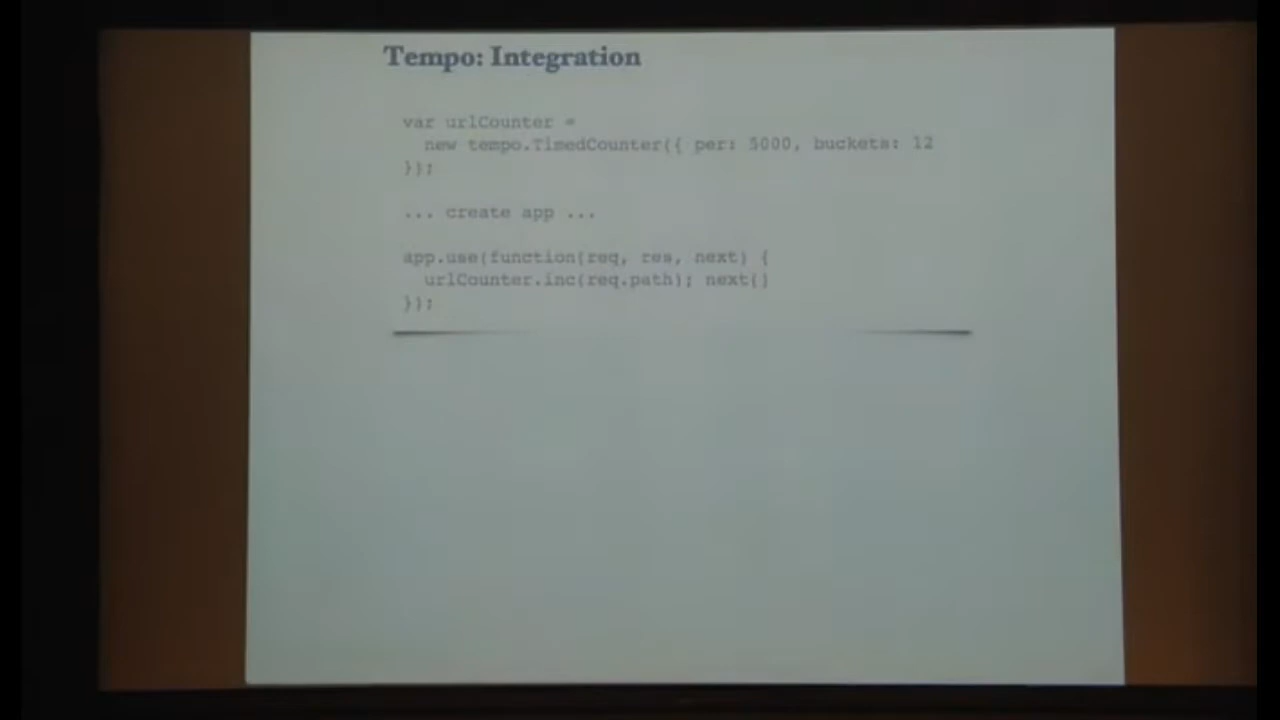 Tempo: Integration
var urlCounter =
new tempo.TimedCounter({ per: 5000, buckets: 12
});
... create app ...
app.use(function(req, res, next) {
urlCounter.inc(req.path); next()
});